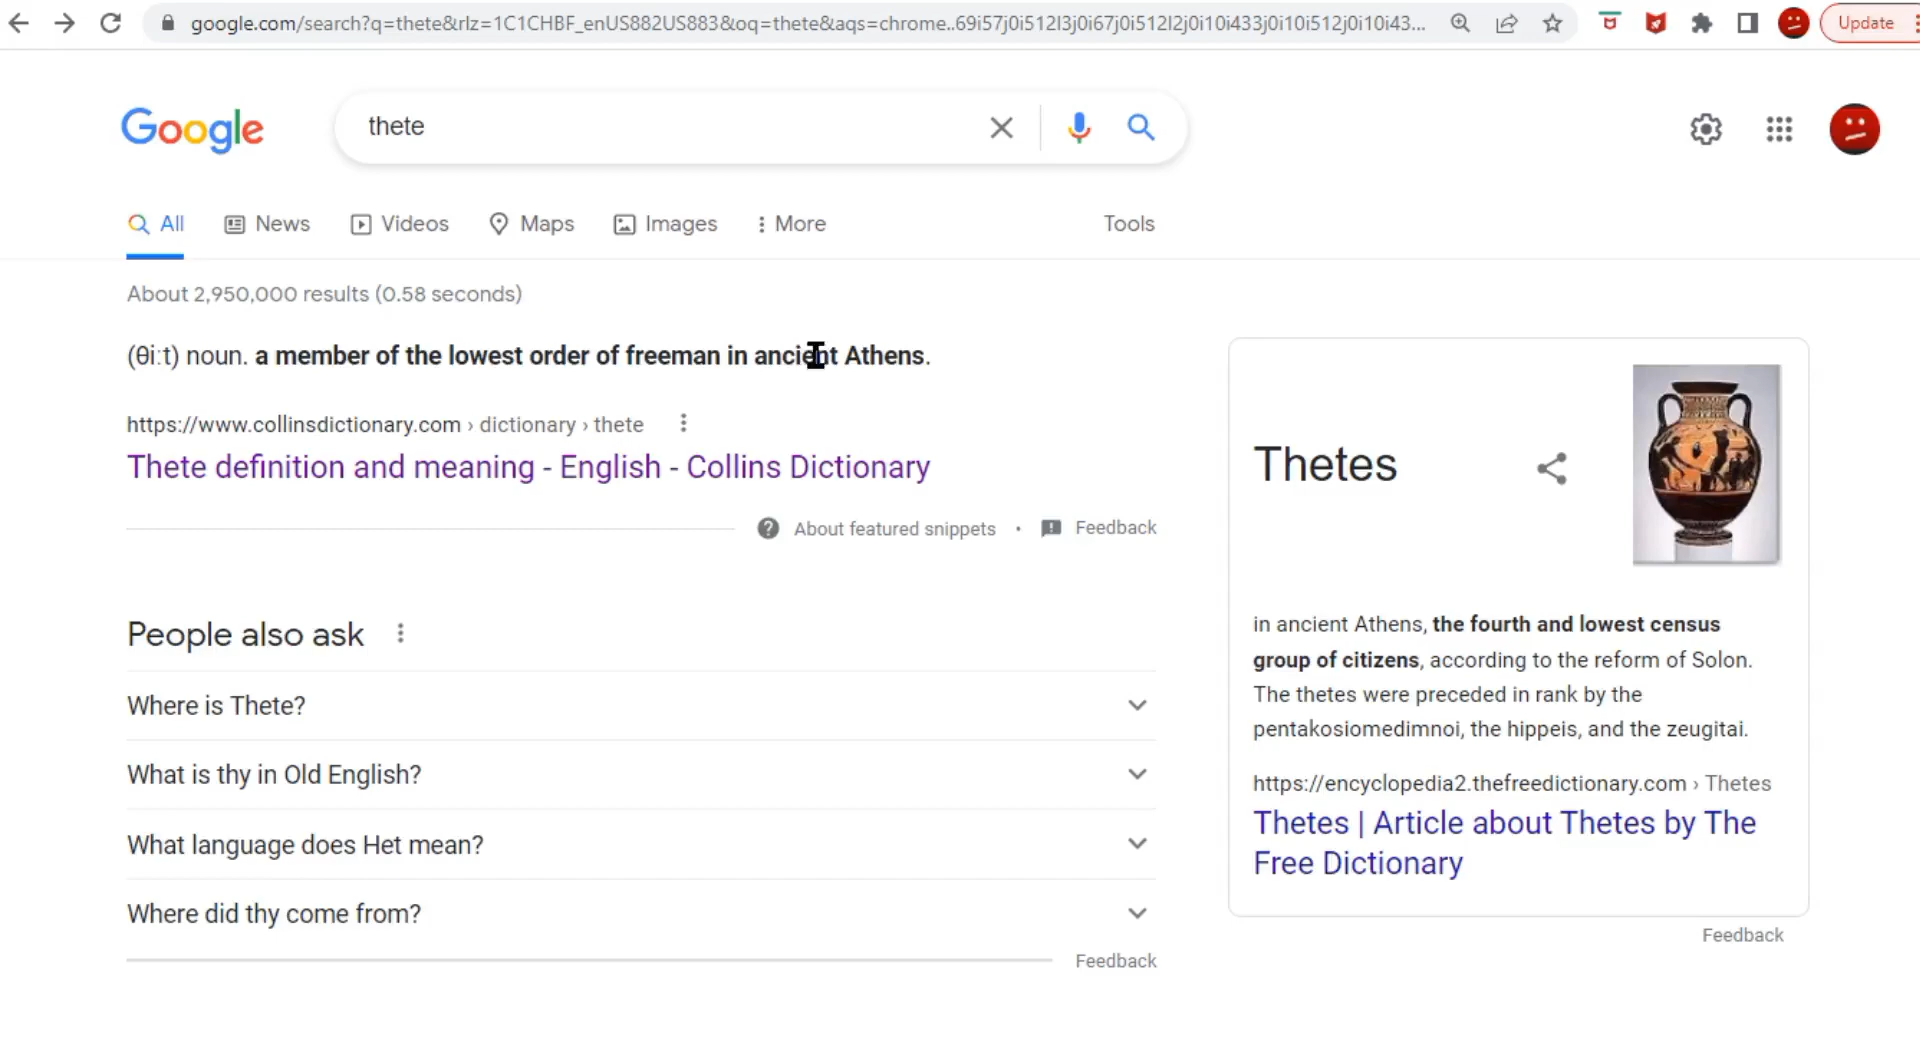 google.com/search?q=thete&rlz=1C1CHBF_enUS882US883&oq=thete&aqs=chrome..69i57j0i512l3j0i67j0i512l2j0i10i433j0i10i512j0i10i43...
Update
Google
thete
All
News
Videos
Maps
Images
More
Tools
About 2,950,000 results (0.58 seconds)
(θiːt) noun. a member of the lowest order of freeman in ancient Athens.
https://www.collinsdictionary.com › dictionary › thete
Thete definition and meaning - English - Collins Dictionary
About featured snippets • Feedback
People also ask
Where is Thete?
What is thy in Old English?
What language does Het mean?
Where did thy come from?
Feedback
Thetes
in ancient Athens, the fourth and lowest census
group of citizens, according to the reform of Solon.
The thetes were preceded in rank by the
pentakosiomedimnoi, the hippeis, and the zeugitai.
https://encyclopedia2.thefreedictionary.com › Thetes
Thetes | Article about Thetes by The
Free Dictionary
Feedback